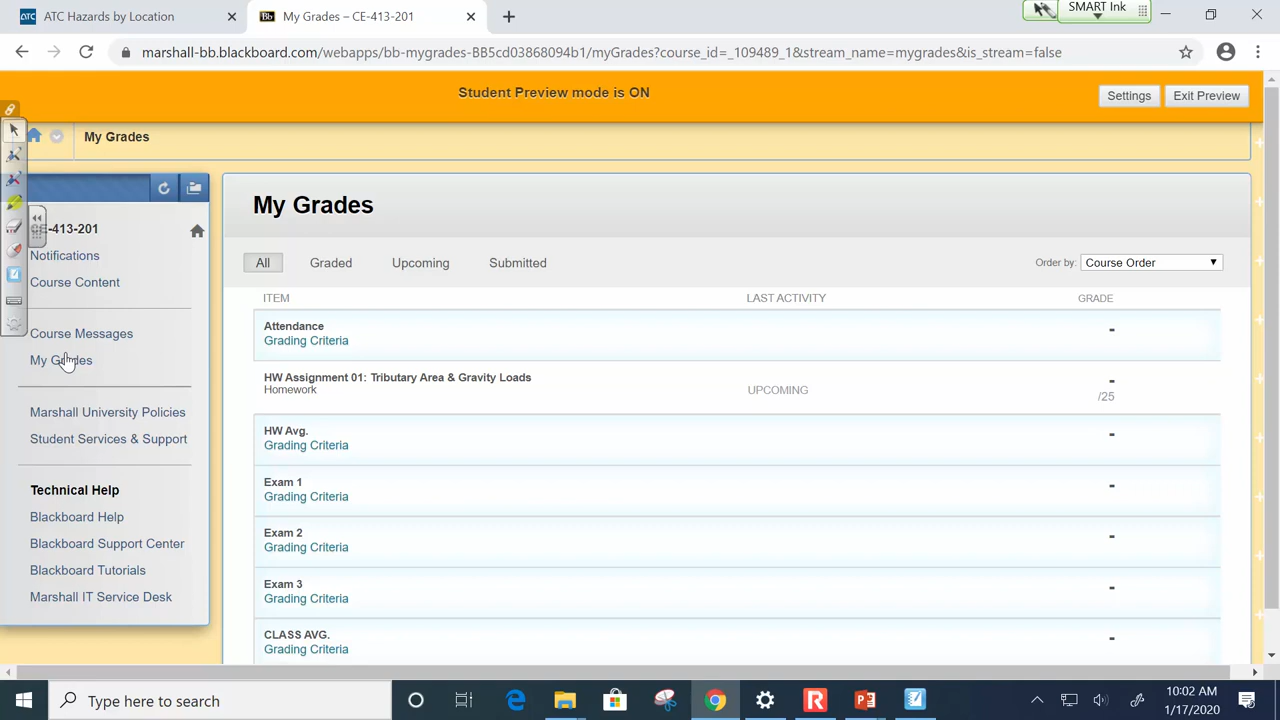 ATC Hazards by Location
My Grades – CE-413-201
SMART Ink
marshall-bb.blackboard.com/webapps/bb-mygrades-BB5cd03868094b1/myGrades?course_id=_109489_1&stream_name=mygrades&is_stream=false
Student Preview mode is ON
Settings
Exit Preview
My Grades
-413-201
Notifications
Course Content
Course Messages
My Grades
Marshall University Policies
Student Services & Support
Technical Help
Blackboard Help
Blackboard Support Center
Blackboard Tutorials
Marshall IT Service Desk
My Grades
All Graded Upcoming Submitted
Order by: Course Order
ITEM LAST ACTIVITY GRADE
Attendance -
Grading Criteria
HW Assignment 01: Tributary Area & Gravity Loads -
Homework UPCOMING /25
HW Avg. -
Grading Criteria
Exam 1 -
Grading Criteria
Exam 2 -
Grading Criteria
Exam 3 -
Grading Criteria
CLASS AVG. -
Grading Criteria
Type here to search
10:02 AM
1/17/2020